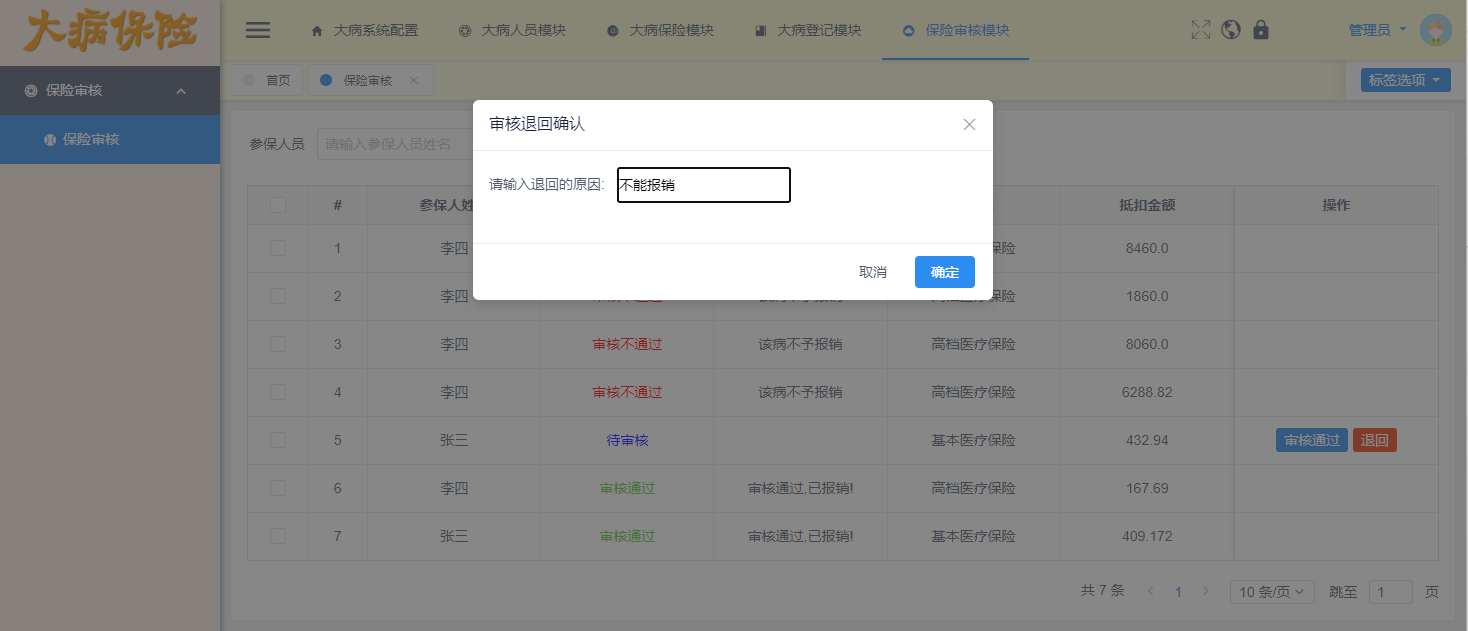 大病保险
大病系统配置 大病人员模块 大病保险模块 大病登记模块 保险审核模块 管理员
保险审核
保险审核
首页 保险审核 标签选项
审核退回确认
请输入退回的原因: 不能报销
取消 确定
参保人员 请输入参保人员姓名
# 参保人姓 抵扣金额 操作
1 李四 保险 8460.0
2 李四 高档医疗保险 1860.0
3 李四 审核不通过 该病不予报销 高档医疗保险 8060.0
4 李四 审核不通过 该病不予报销 高档医疗保险 6288.82
5 张三 待审核 基本医疗保险 432.94 审核通过 退回
6 李四 审核通过 审核通过,已报销! 高档医疗保险 167.69
7 张三 审核通过 审核通过,已报销! 基本医疗保险 409.172
共 7 条 1 10 条/页 跳至 1 页